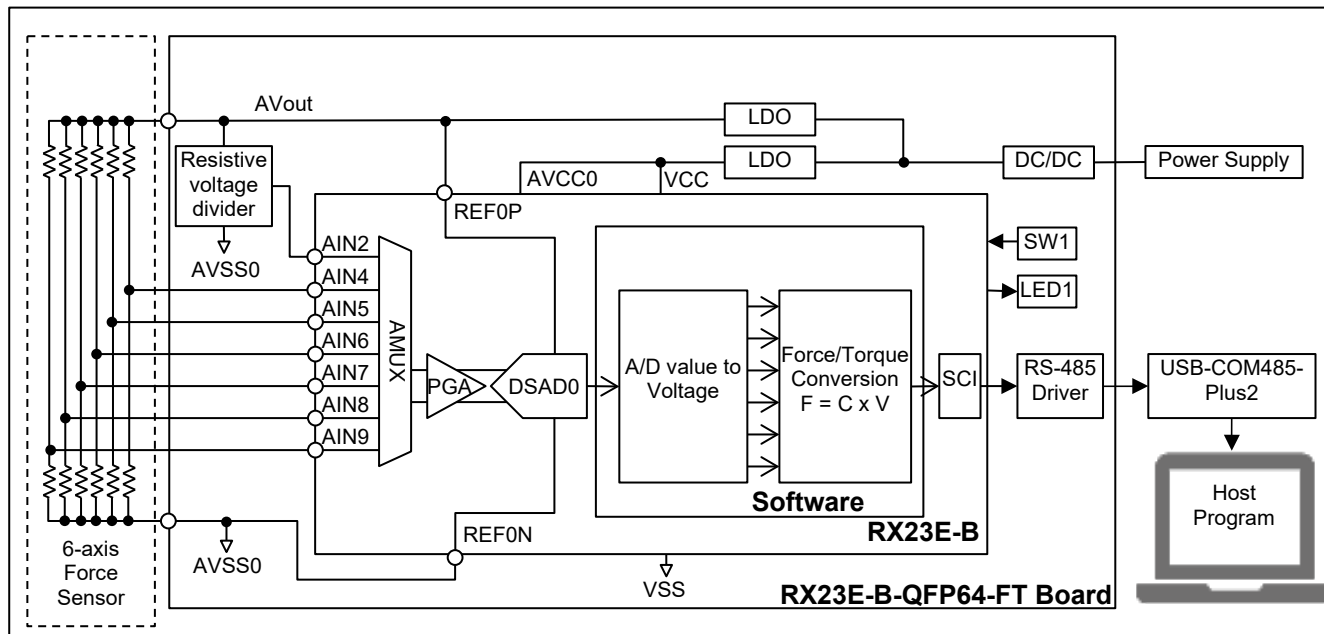 AVout
LDO
LDO
DC/DC
Power Supply
Resistive
voltage
divider
AVCC0
VCC
REF0P
AVSS0
AIN2
AIN4
AIN5
AIN6
AIN7
AIN8
AIN9
AMUX
PGA
DSAD0
A/D value to
Voltage
Force/Torque
Conversion
F = C x V
Software
SCI
RX23E-B
SW1
LED1
RS-485
Driver
USB-COM485-
Plus2
Host
Program
REF0N
6-axis
Force
Sensor
AVSS0
VSS
RX23E-B-QFP64-FT Board